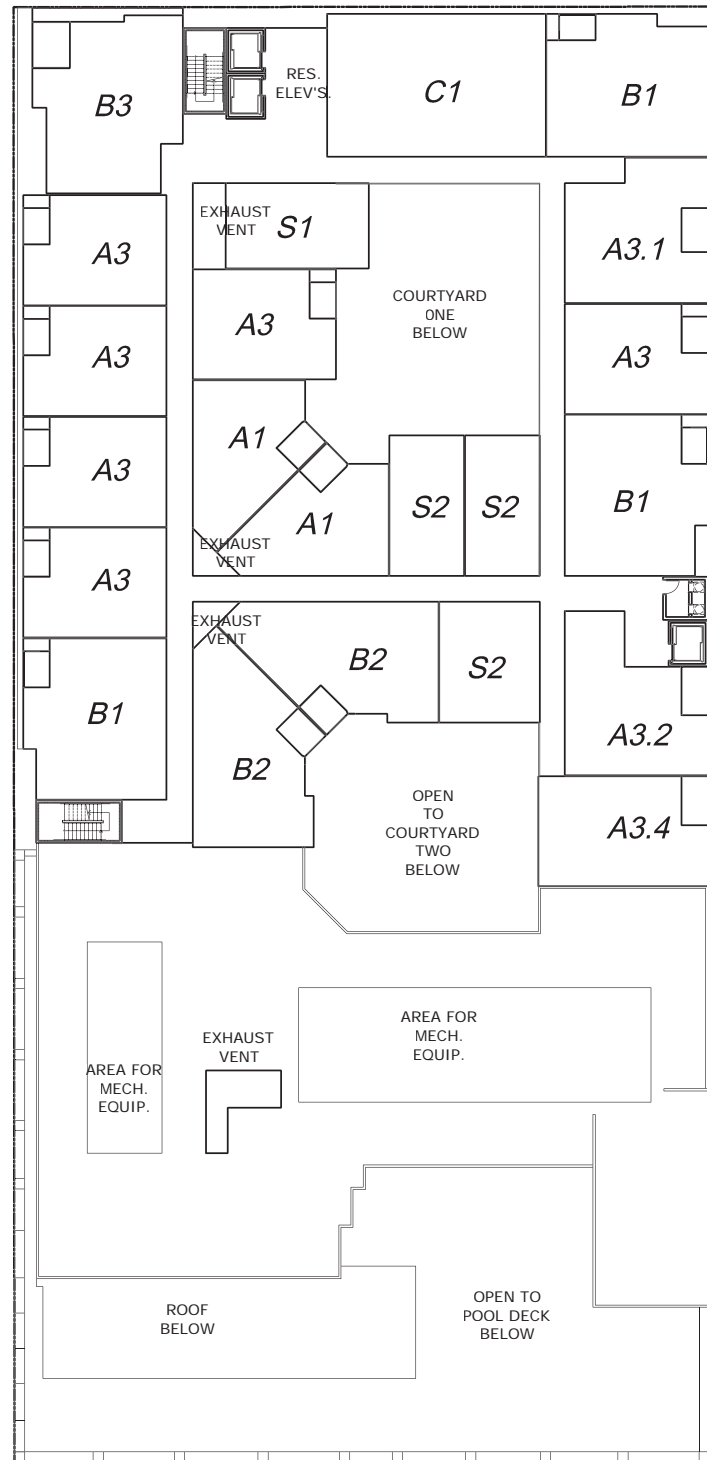 RES.
ELEV'S.
B3
C1
B1
EXHAUST
VENT
S1
A3
A3.1
COURTYARD
ONE
BELOW
A3
A3
A3
A1
A3
B1
S2
S2
A1
EXHAUST
VENT
A3
EXHAUST
VENT
B2
S2
B1
B2
A3.2
OPEN
TO
COURTYARD
TWO
BELOW
A3.4
EXHAUST
VENT
AREA FOR
MECH.
EQUIP.
AREA FOR
MECH.
EQUIP.
ROOF
BELOW
OPEN TO
POOL DECK
BELOW